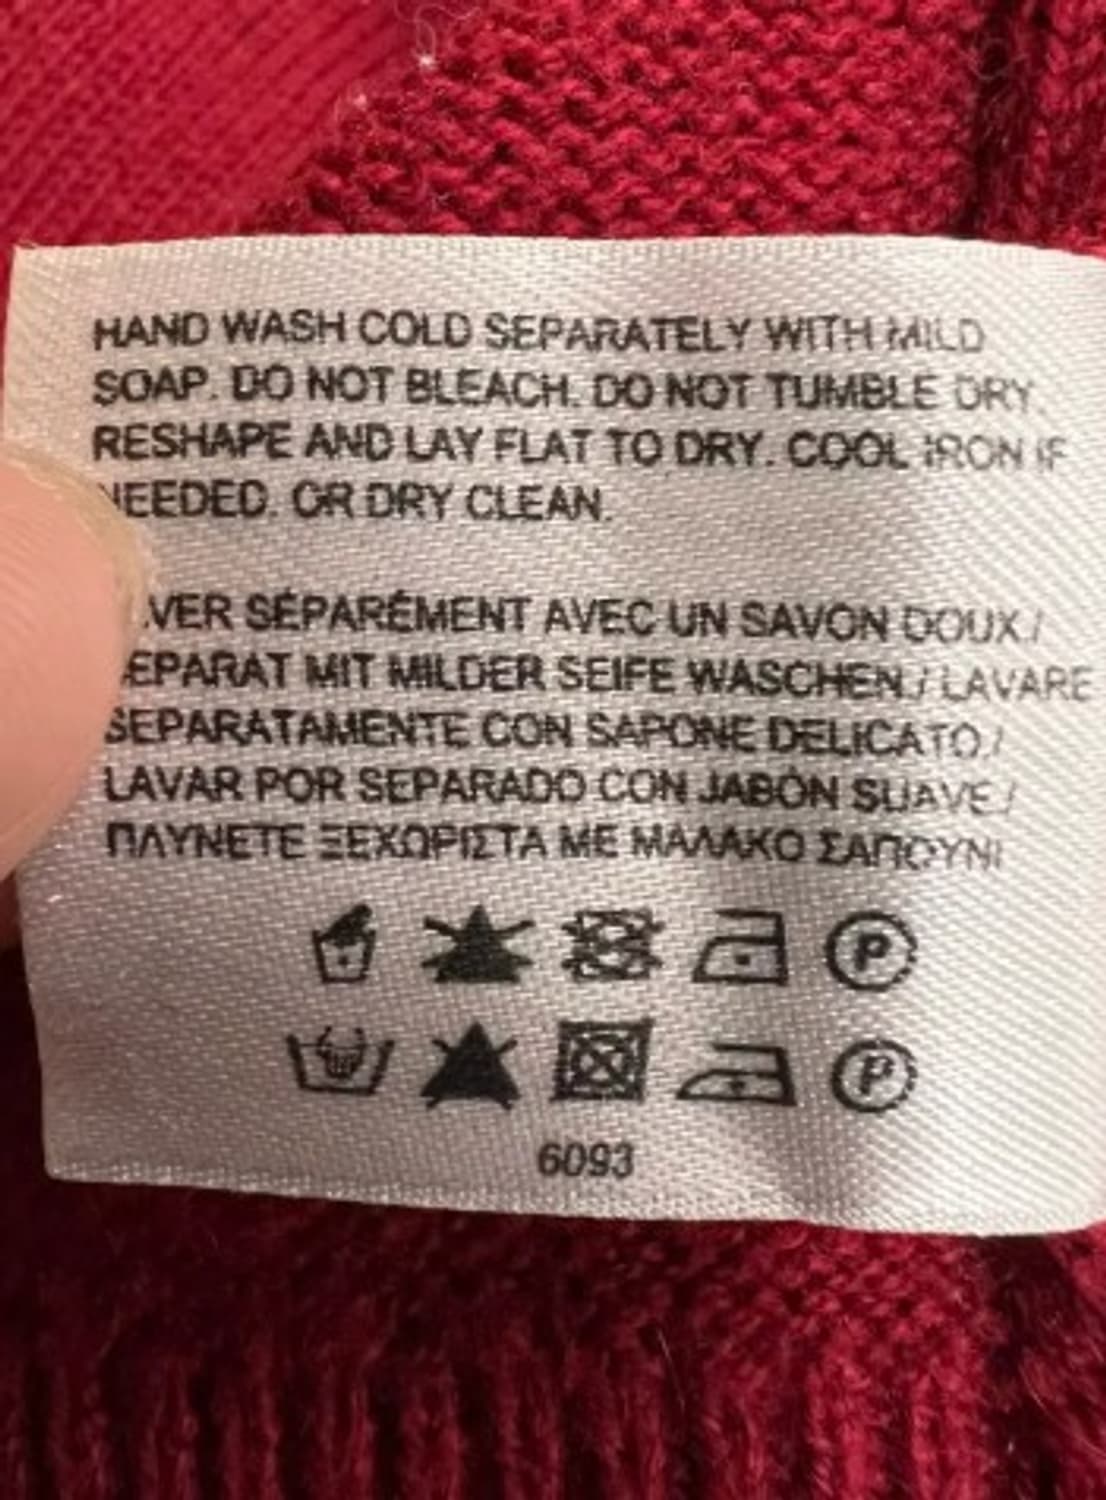 HAND WASH COLD SEPARATELY WITH MILD
SOAP. DO NOT BLEACH. DO NOT TUMBLE DRY.
RESHAPE AND LAY FLAT TO DRY. COOL IRON IF
NEEDED. OR DRY CLEAN.
VER SÉPARÉMENT AVEC UN SAVON DOUX /
EPARAT MIT MILDER SEIFE WASCHEN / LAVARE
SEPARATAMENTE CON SAPONE DELICATO /
LAVAR POR SEPARADO CON JABÓN SUAVE /
ΠΛΥΝΕΤΕ ΞΕΧΩΡΙΣΤΑ ΜΕ ΜΑΛΑΚΟ ΣΑΠΟΥΝΙ
P
P
6093